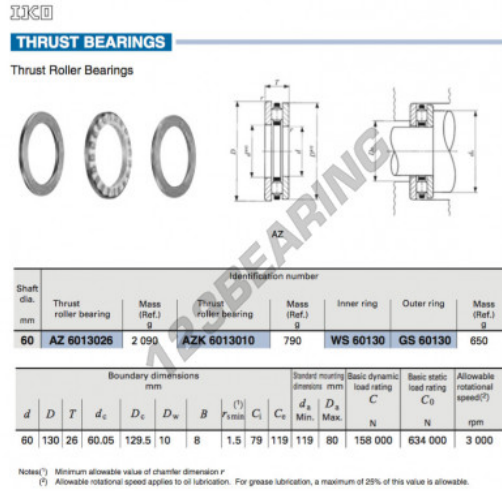 IKO
THRUST BEARINGS
Thrust Roller Bearings
T
r
r
D
d
AZ
123BEARING
Identification number
Shaft dia. mm
Thrust roller bearing
Mass (Ref.) g
Thrust roller bearing
Mass (Ref.) g
Inner ring
Outer ring
Mass (Ref.) g
60 AZ 6013026 2 090 AZK 6013010 790 WS 60130 GS 60130 650
Boundary dimensions mm
Standard mounting dimensions mm
Basic dynamic load rating C N
Basic static load rating C₀ N
Allowable rotational speed(²) rpm
d D T dc Dc Dw B rs min(¹) Ci Ce da Min. Da Max.
60 130 26 60.05 129.5 10 8 1.5 79 119 119 80 158 000 634 000 3 000
Notes(¹) Minimum allowable value of chamfer dimension r
(²) Allowable rotational speed applies to oil lubrication. For grease lubrication, a maximum of 25% of this value is allowable.